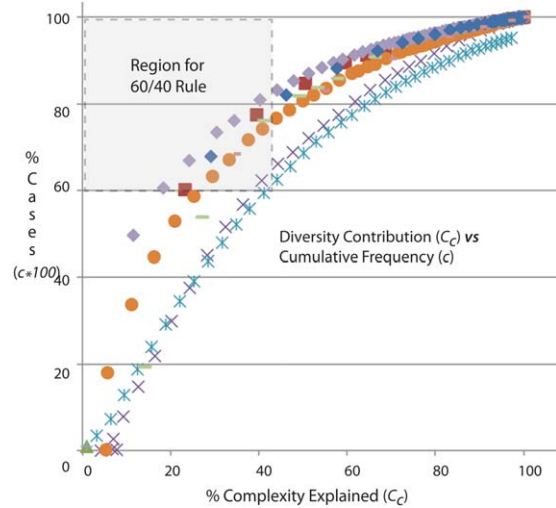 100
80
60
40
20
0
%
C
a
s
e
s
(c*100)
Region for
60/40 Rule
Diversity Contribution (Cc) vs
Cumulative Frequency (c)
0
20
40
60
80
100
% Complexity Explained (Cc)